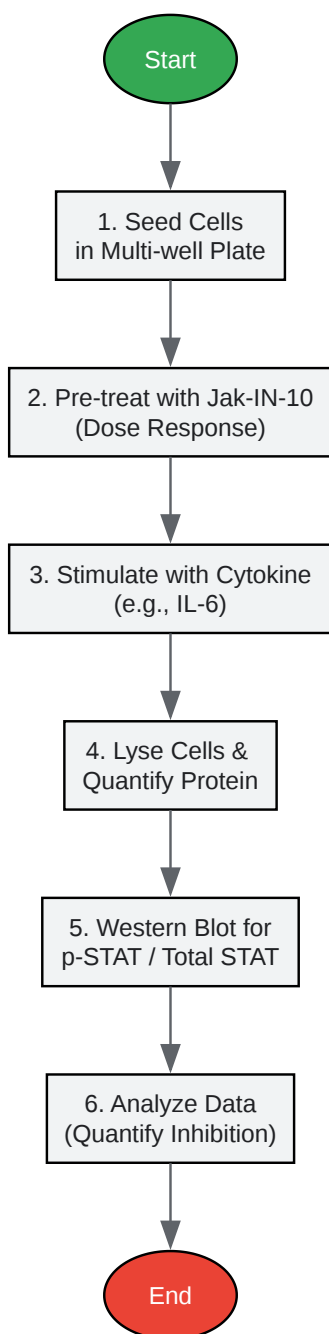 Start
1. Seed Cells
in Multi-well Plate
2. Pre-treat with Jak-IN-10
(Dose Response)
3. Stimulate with Cytokine
(e.g., IL-6)
4. Lyse Cells &
Quantify Protein
5. Western Blot for
p-STAT / Total STAT
6. Analyze Data
(Quantify Inhibition)
End